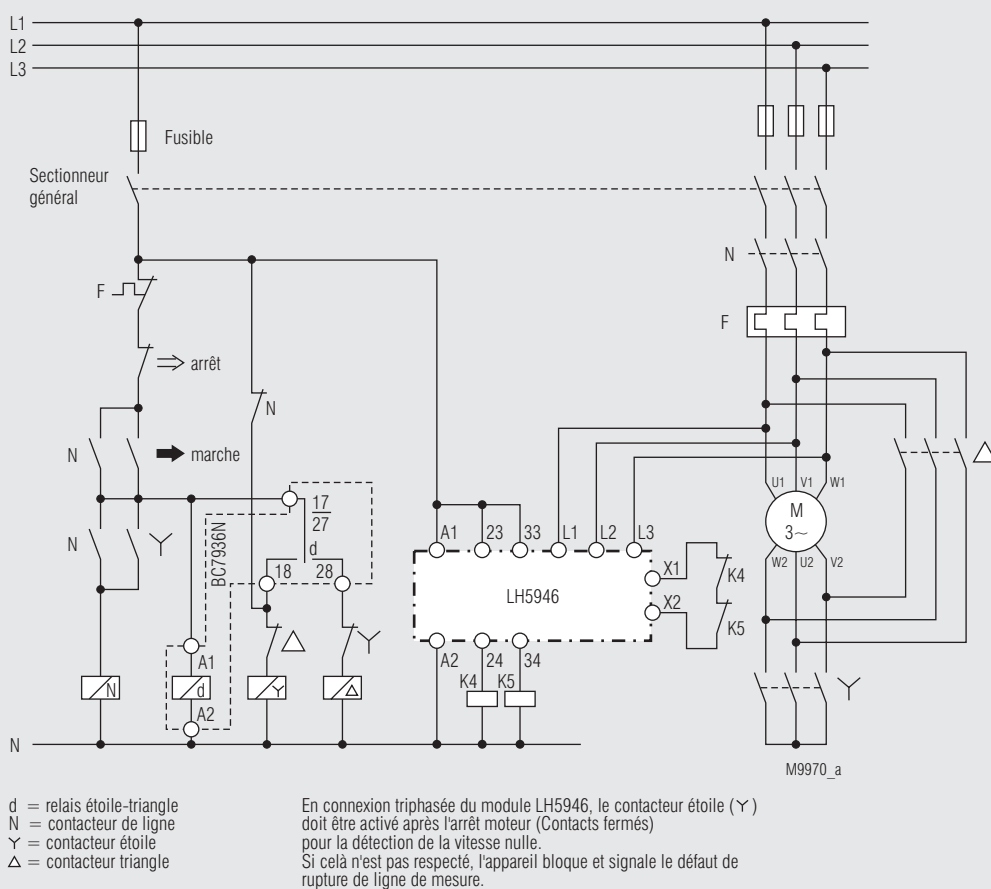 L1
L2
L3
Fusible
Sectionneur
général
N
F
F
arrêt
N
N
marche
U1 V1 W1
M
3~
W2 U2 V2
17
27
d
N
BC7936N
18 28
A1 23 33 L1 L2 L3
LH5946
X1
X2
K4
K5
A2 24 34
K4 K5
A1
N
d
A2
N
M9970_a
d = relais étoile-triangle
N = contacteur de ligne
Y = contacteur étoile
△ = contacteur triangle
En connexion triphasée du module LH5946, le contacteur étoile (Y)
doit être activé après l'arrêt moteur (Contacts fermés)
pour la détection de la vitesse nulle.
Si celà n'est pas respecté, l'appareil bloque et signale le défaut de
rupture de ligne de mesure.